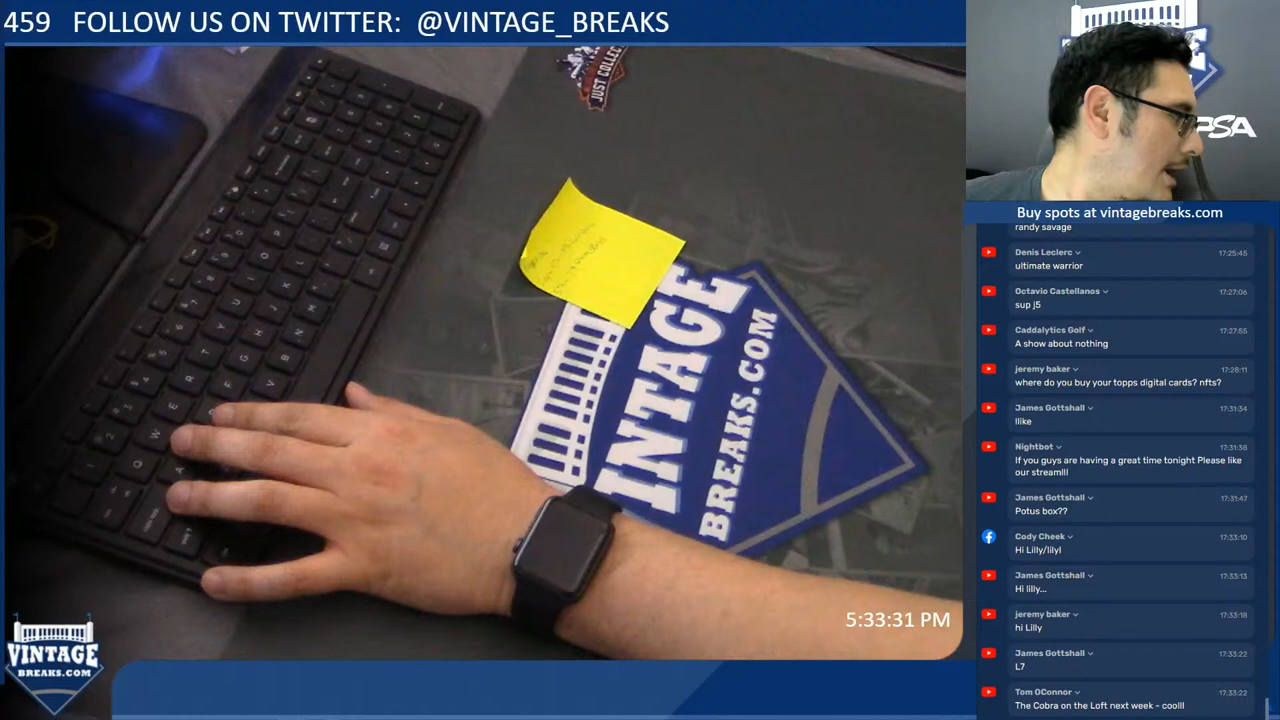 459 FOLLOW US ON TWITTER: @VINTAGE_BREAKS
JUST COLLEC
VINTAGE
BREAKS.COM
5:33:31 PM
VINTAGE
BREAKS.COM
PSA
Buy spots at vintagebreaks.com
randy savage
Denis Leclerc 17:25:45
ultimate warrior
Octavio Castellanos 17:27:06
sup j5
Caddalytics Golf 17:27:55
A show about nothing
jeremy baker 17:28:11
where do you buy your topps digital cards? nfts?
James Gottshall 17:31:34
llike
Nightbot 17:31:38
If you guys are having a great time tonight Please like
our stream!!!
James Gottshall 17:31:47
Potus box??
Cody Cheek 17:33:10
Hi Lilly/lily!
James Gottshall 17:33:13
Hi lilly...
jeremy baker 17:33:18
hi Lilly
James Gottshall 17:33:22
L7
Tom OConnor 17:33:22
The Cobra on the Loft next week - coolll